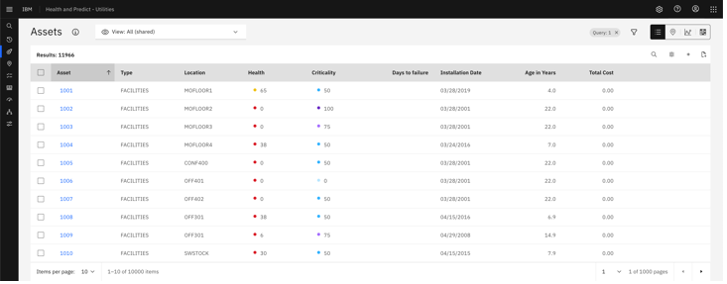 IBM Health and Predict - Utilities
Assets View: All (shared) Query: 1
Results: 11966
Asset Type Location Health Criticality Days to failure Installation Date Age in Years Total Cost
1001 FACILITIES MOFLOOR1 65 50 03/28/2019 4.0 0.00
1002 FACILITIES MOFLOOR2 0 100 03/28/2001 22.0 0.00
1003 FACILITIES MOFLOOR3 0 75 03/28/2001 22.0 0.00
1004 FACILITIES MOFLOOR4 38 50 03/24/2016 7.0 0.00
1005 FACILITIES CONF400 0 50 03/28/2001 22.0 0.00
1006 FACILITIES OFF401 0 0 03/28/2001 22.0 0.00
1007 FACILITIES OFF402 0 50 03/28/2001 22.0 0.00
1008 FACILITIES OFF301 38 50 04/15/2016 6.9 0.00
1009 FACILITIES OFF301 6 75 04/29/2008 14.9 0.00
1010 FACILITIES SWSTOCK 30 50 04/15/2015 7.9 0.00
Items per page: 10 1–10 of 10000 items 1 1 of 1000 pages